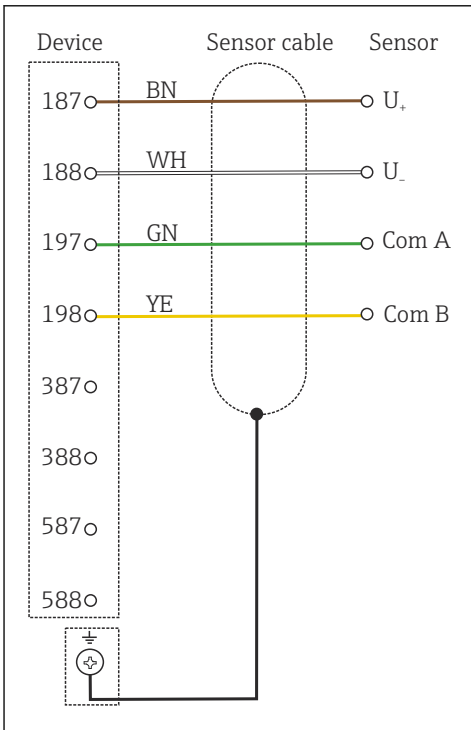 Device Sensor cable Sensor
187 BN U+
188 WH U-
197 GN Com A
198 YE Com B
387
388
587
588